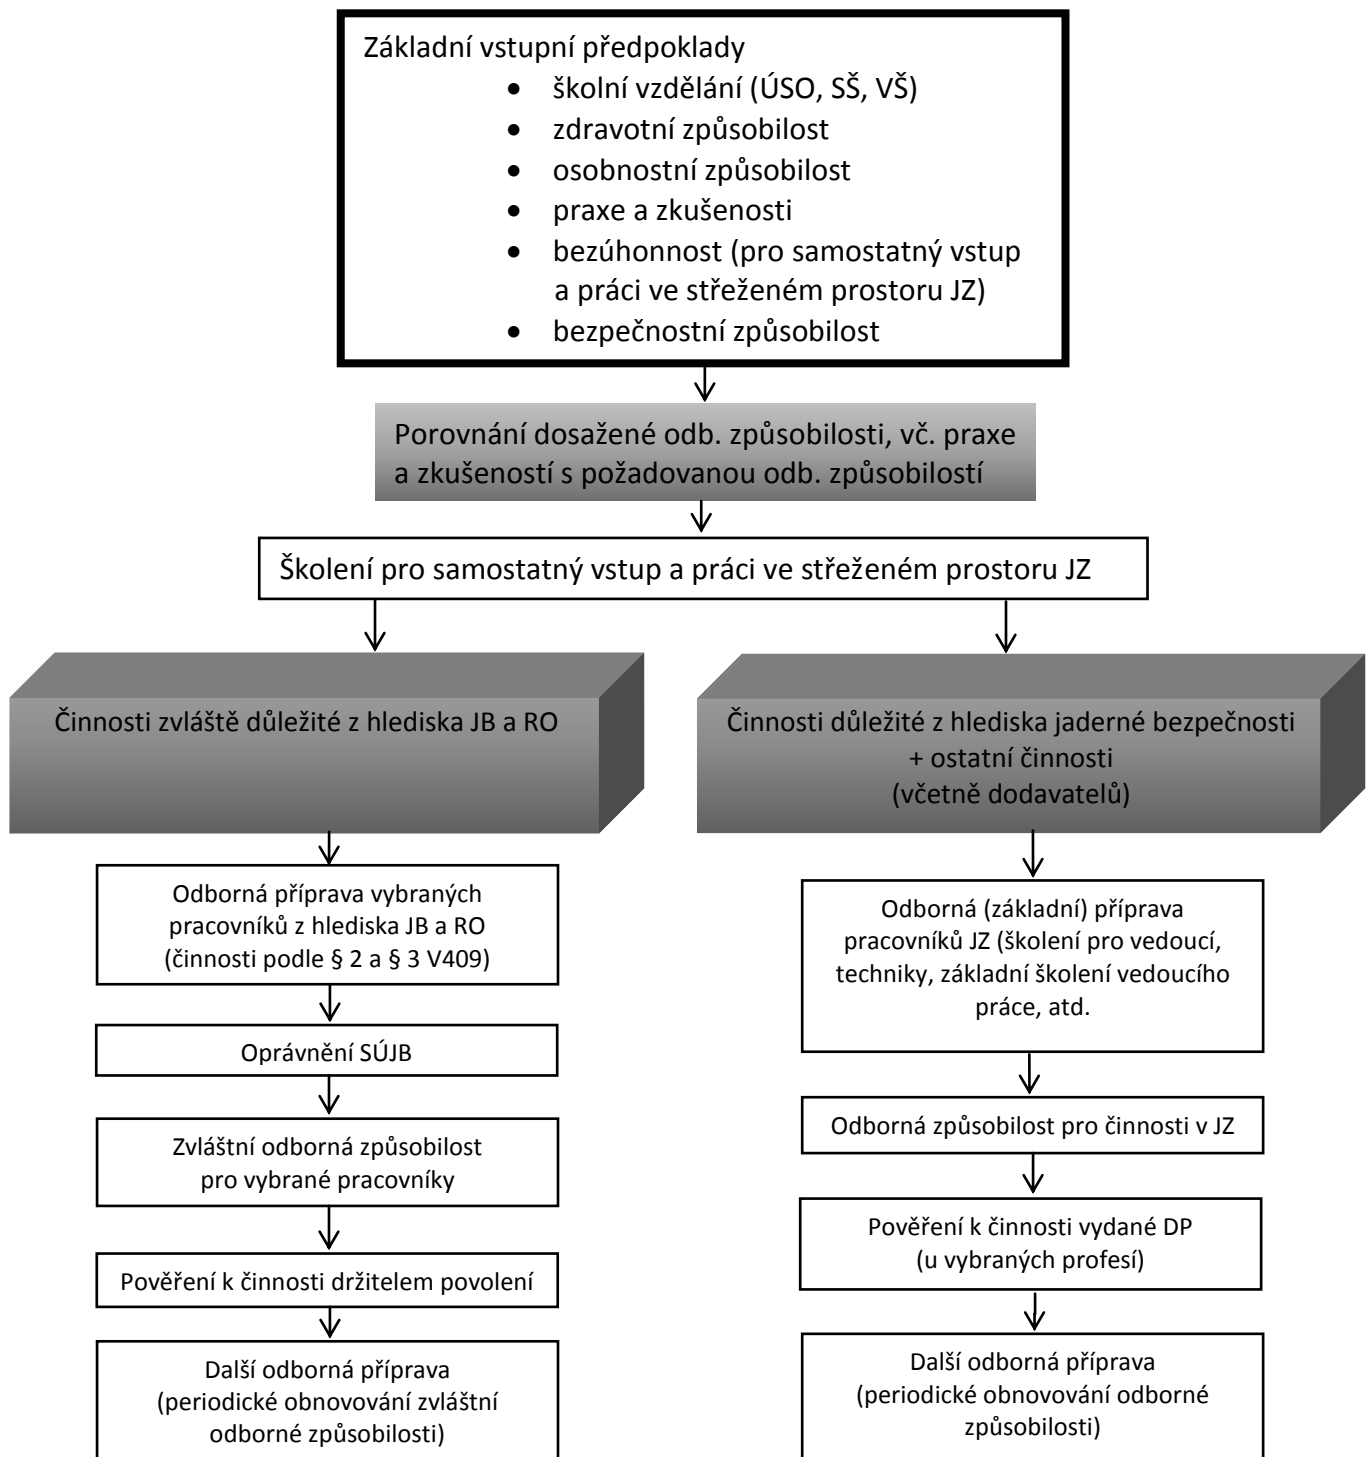 Základní vstupní předpoklady
• školní vzdělání (ÚSO, SŠ, VŠ)
• zdravotní způsobilost
• osobnostní způsobilost
• praxe a zkušenosti
• bezúhonnost (pro samostatný vstup
a práci ve střeženém prostoru JZ)
• bezpečnostní způsobilost
Porovnání dosažené odb. způsobilosti, vč. praxe
a zkušeností s požadovanou odb. způsobilostí
Školení pro samostatný vstup a práci ve střeženém prostoru JZ
Činnosti zvláště důležité z hlediska JB a RO
Odborná příprava vybraných
pracovníků z hlediska JB a RO
(činnosti podle § 2 a § 3 V409)
Oprávnění SÚJB
Zvláštní odborná způsobilost
pro vybrané pracovníky
Pověření k činnosti držitelem povolení
Další odborná příprava
(periodické obnovování zvláštní
odborné způsobilosti)
Činnosti důležité z hlediska jaderné bezpečnosti
+ ostatní činnosti
(včetně dodavatelů)
Odborná (základní) příprava
pracovníků JZ (školení pro vedoucí,
techniky, základní školení vedoucího
práce, atd.
Odborná způsobilost pro činnosti v JZ
Pověření k činnosti vydané DP
(u vybraných profesí)
Další odborná příprava
(periodické obnovování odborné
způsobilosti)